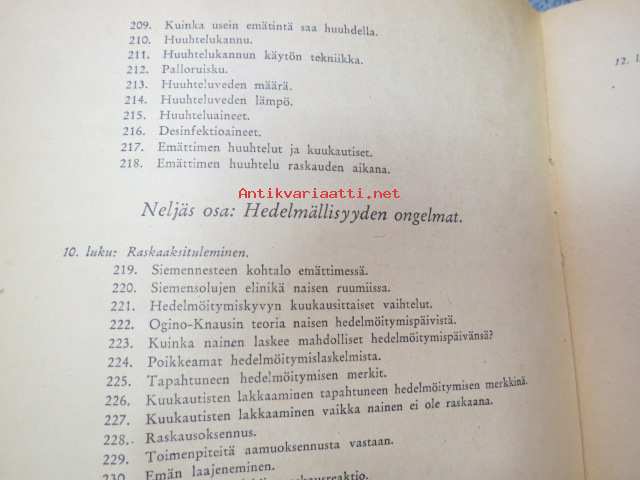 209. Kuinka usein emätintä saa huuhdella.
210. Huuhtelukannu.
211. Huuhtelukannun käytön tekniikka.
212. Palloruisku.
213. Huuhteluveden määrä.
214. Huuhteluveden lämpö.
215. Huuhteluaineet.
216. Desinfektioaineet.
217. Emättimen huuhtelut ja kuukautiset.
218. Emättimen huuhtelu raskauden aikana.
Antikvariaatti.net
Neljäs osa: Hedelmällisyyden ongelmat.
10. luku: Raskaaksituleminen.
219. Siemennesteen kohtalo emättimessä.
220. Siemensolujen elinikä naisen ruumiissa.
221. Hedelmöitymiskyvyn kuukausittaiset vaihtelut.
222. Ogino-Knausin teoria naisen hedelmöitymispäivistä.
223. Kuinka nainen laskee mahdolliset hedelmöitymispäivänsä?
224. Poikkeamat hedelmöitymislaskelmista.
225. Tapahtuneen hedelmöitymisen merkit.
226. Kuukautisten lakkaaminen tapahtuneen hedelmöitymisen merkkinä.
227. Kuukautisten lakkaaminen vaikka nainen ei ole raskaana.
228. Raskausoksennus.
229. Toimenpiteitä aamuoksennusta vastaan.
230. Emän laajeneminen.
12.